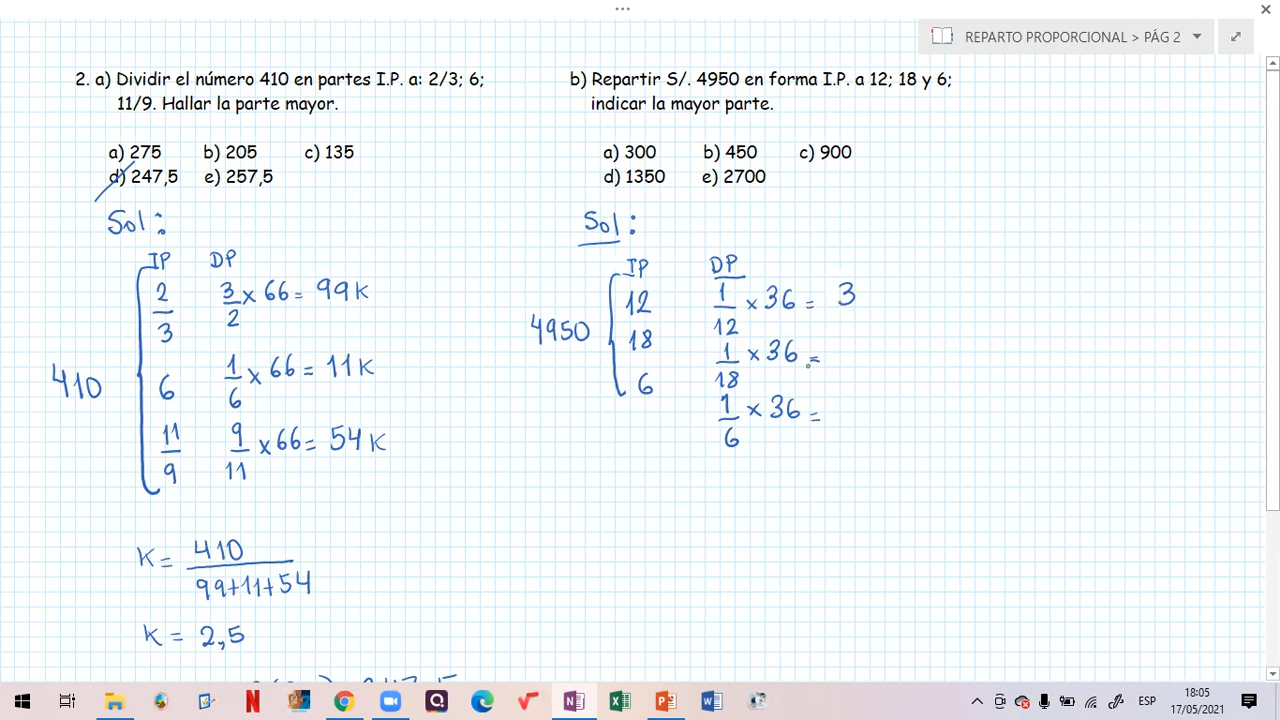 REPARTO PROPORCIONAL > PÁG 2
2. a) Dividir el número 410 en partes I.P. a: 2/3; 6;
11/9. Hallar la parte mayor.
a) 275 b) 205 c) 135
d) 247,5 e) 257,5
Sol:
IP DP
410
2/3 3/2 x 66 = 99K
6 1/6 x 66 = 11K
11/9 9/11 x 66 = 54K
K = 410/(99+11+54)
K = 2,5
b) Repartir S/. 4950 en forma I.P. a 12; 18 y 6;
indicar la mayor parte.
a) 300 b) 450 c) 900
d) 1350 e) 2700
Sol:
IP DP
4950
12 1/12 x 36 = 3
18 1/18 x 36 =
6 1/6 x 36 =
ESP
8:05
17/05/2021